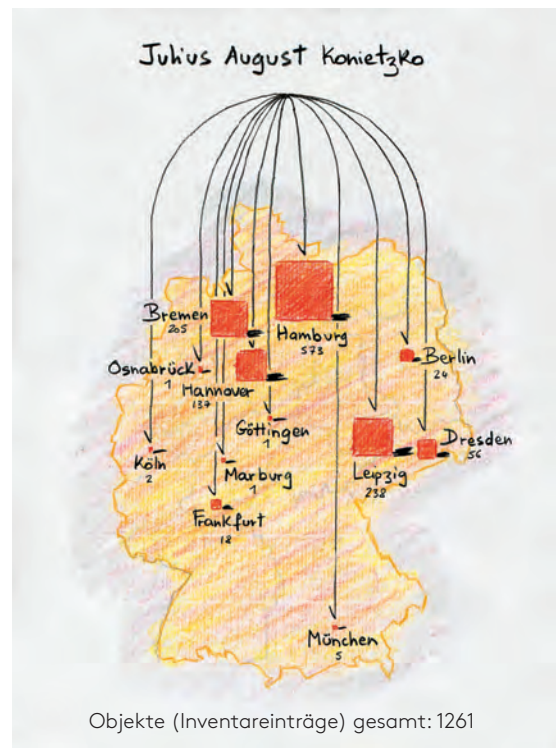 Julius August Konietzko
Bremen
205
Hamburg
573
Osnabrück
1
Hannover
137
Berlin
24
Göttingen
1
Köln
2
Marburg
1
Leipzig
238
Dresden
56
Frankfurt
18
München
5
Objekte (Inventareinträge) gesamt: 1261